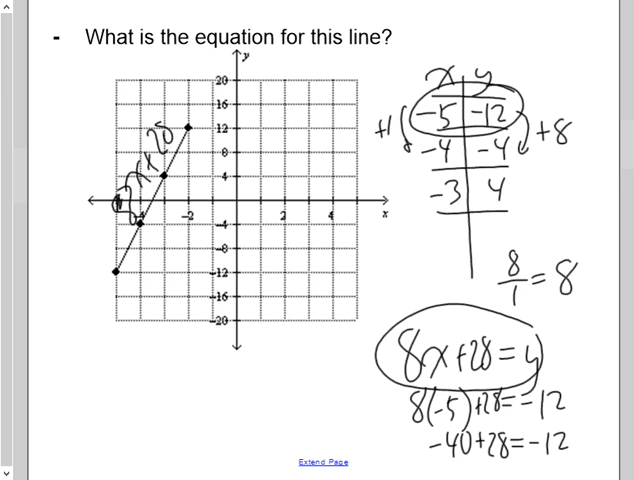 - What is the equation for this line?
y
20
16
12
8
4
-2
2
4
x
-4
-8
-12
-16
-20
x y
-5 -12
+1
+8
-4 -4
-3 4
8/1 = 8
8x+28=y
8(-5)+28=-12
-40+28=-12
Extend Page